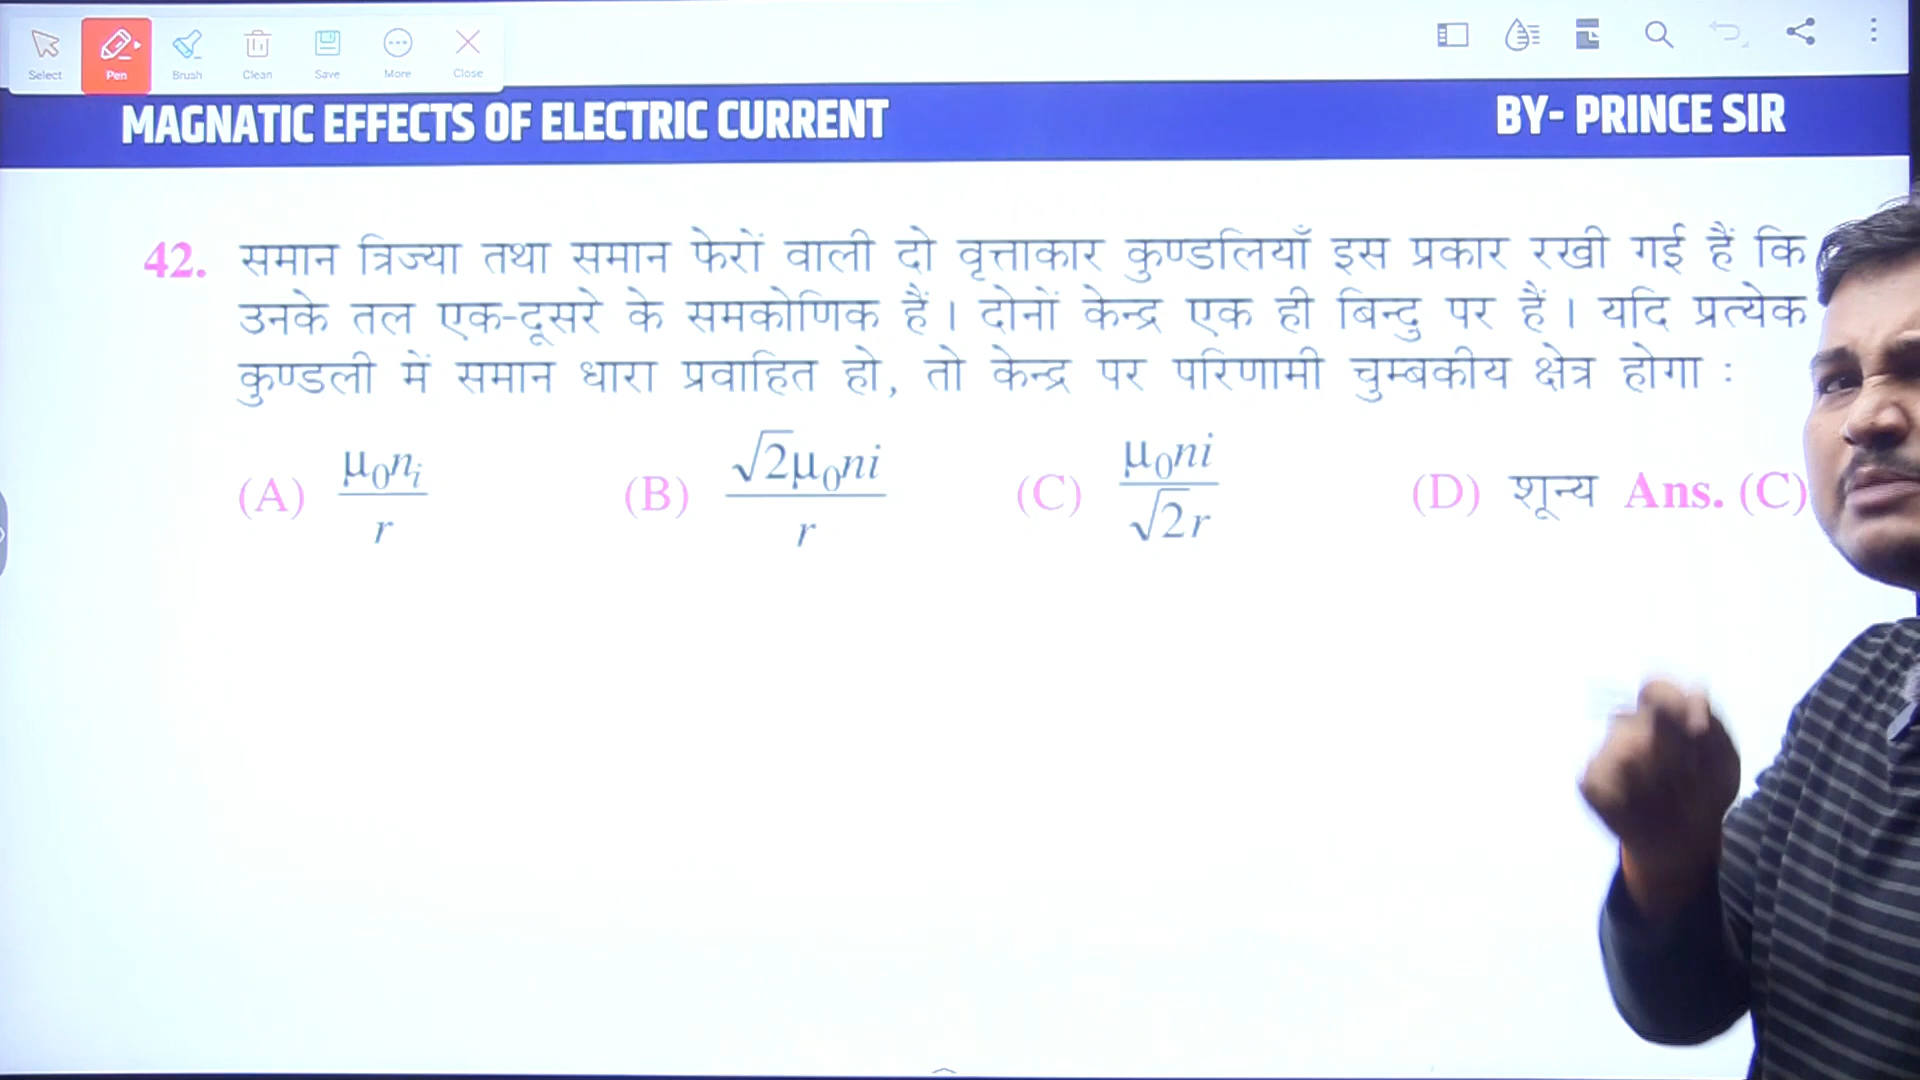 Select Pen Brush Clean Save More Close
MAGNATIC EFFECTS OF ELECTRIC CURRENT BY- PRINCE SIR
42. समान त्रिज्या तथा समान फेरों वाली दो वृत्ताकार कुण्डलियाँ इस प्रकार रखी गई हैं कि
उनके तल एक-दूसरे के समकोणिक हैं। दोनों केन्द्र एक ही बिन्दु पर हैं। यदि प्रत्येक
कुण्डली में समान धारा प्रवाहित हो, तो केन्द्र पर परिणामी चुम्बकीय क्षेत्र होगा :
(A) μ₀nᵢ/r (B) √2μ₀ni/r (C) μ₀ni/√2r (D) शून्य Ans. (C)